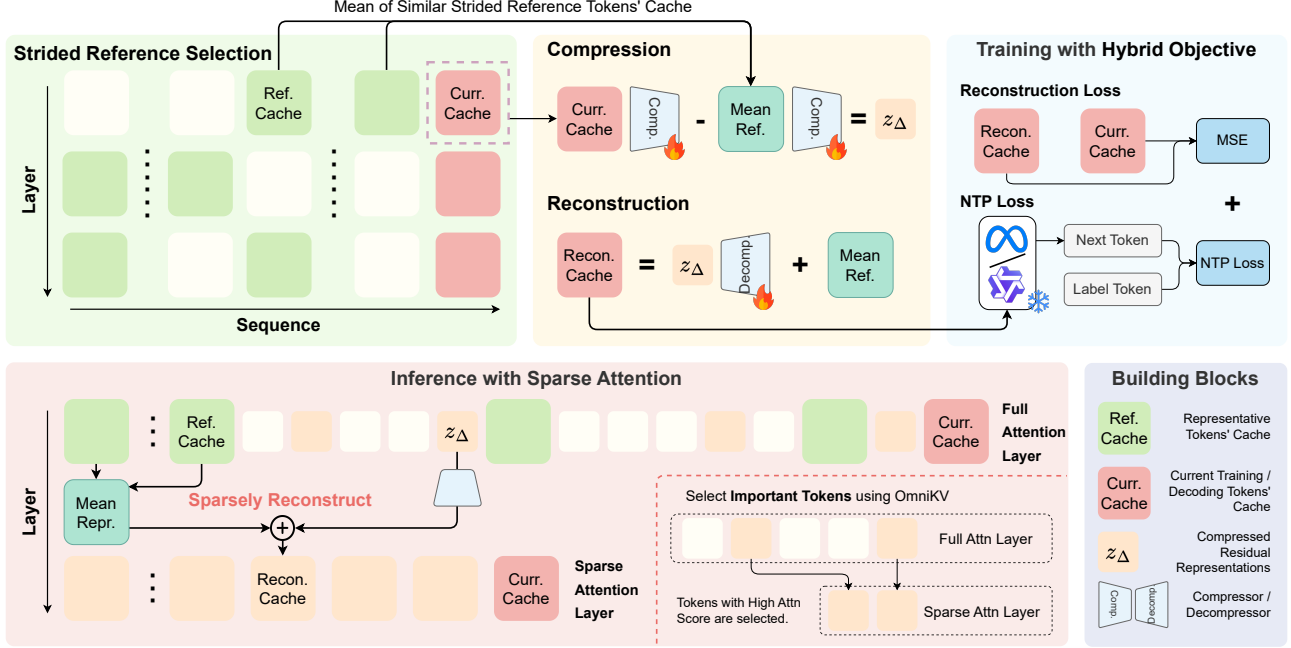 Mean of Similar Strided Reference Tokens' Cache
Strided Reference Selection
Ref.
Cache
Curr.
Cache
Layer
Sequence
Compression
Curr.
Cache
Comp.
-
Mean
Ref.
Comp.
=
z∆
Reconstruction
Recon.
Cache
=
z∆
Decomp.
+
Mean
Ref.
Training with Hybrid Objective
Reconstruction Loss
Recon.
Cache
Curr.
Cache
MSE
+
NTP Loss
Next Token
Label Token
NTP Loss
Inference with Sparse Attention
Layer
Ref.
Cache
z∆
Curr.
Cache
Full
Attention
Layer
Mean
Repr.
Sparsely Reconstruct
+
Recon.
Cache
Curr.
Cache
Sparse
Attention
Layer
Select Important Tokens using OmniKV
Full Attn Layer
Tokens with High Attn
Score are selected.
Sparse Attn Layer
Building Blocks
Ref.
Cache
Representative
Tokens' Cache
Curr.
Cache
Current Training /
Decoding Tokens'
Cache
z∆
Compressed
Residual
Representations
Comp.
Decomp
Compressor /
Decompressor